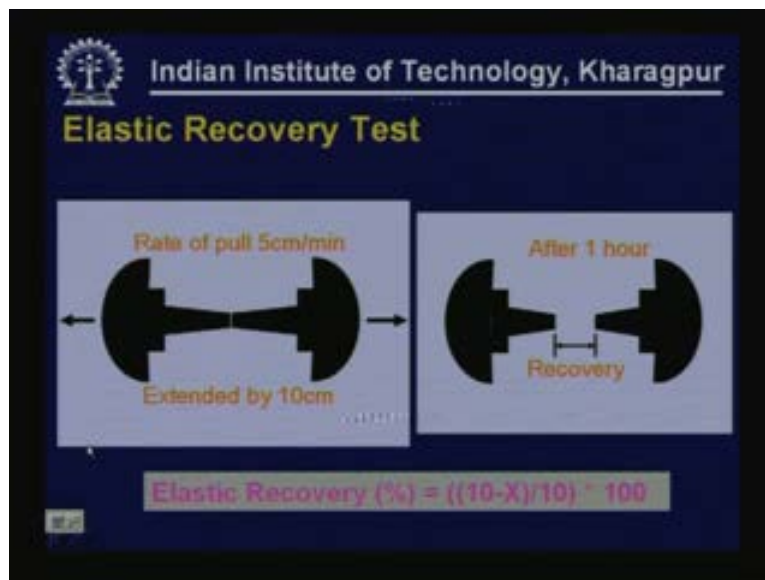 Indian Institute of Technology, Kharagpur
Elastic Recovery Test
Rate of pull 5cm/min
Extended by 10cm
After 1 hour
Recovery
Elastic Recovery (%) = ((10-X)/10) * 100